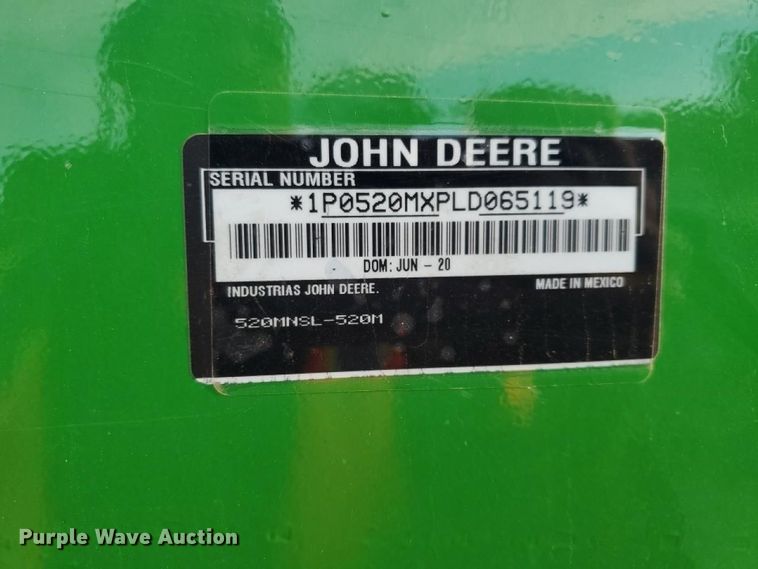 JOHN DEERE
SERIAL NUMBER
*1P0520MXPLD065119*
DOM: JUN - 20
INDUSTRIAS JOHN DEERE. MADE IN MEXICO
520MNSL-520M
Purple Wave Auction